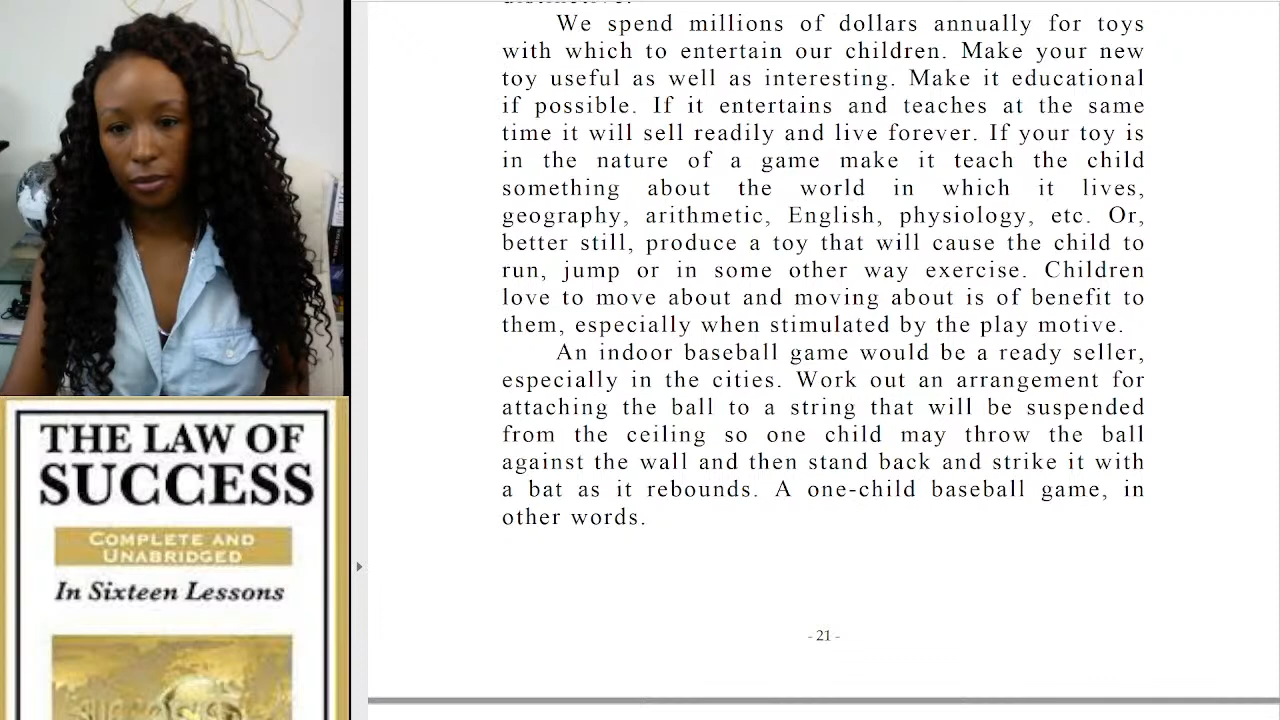 We spend millions of dollars annually for toys
with which to entertain our children. Make your new
toy useful as well as interesting. Make it educational
if possible. If it entertains and teaches at the same
time it will sell readily and live forever. If your toy is
in the nature of a game make it teach the child
something about the world in which it lives,
geography, arithmetic, English, physiology, etc. Or,
better still, produce a toy that will cause the child to
run, jump or in some other way exercise. Children
love to move about and moving about is of benefit to
them, especially when stimulated by the play motive.
An indoor baseball game would be a ready seller,
especially in the cities. Work out an arrangement for
attaching the ball to a string that will be suspended
from the ceiling so one child may throw the ball
against the wall and then stand back and strike it with
a bat as it rebounds. A one-child baseball game, in
other words.
- 21 -
THE LAW OF
SUCCESS
COMPLETE AND
UNABRIDGED
In Sixteen Lessons